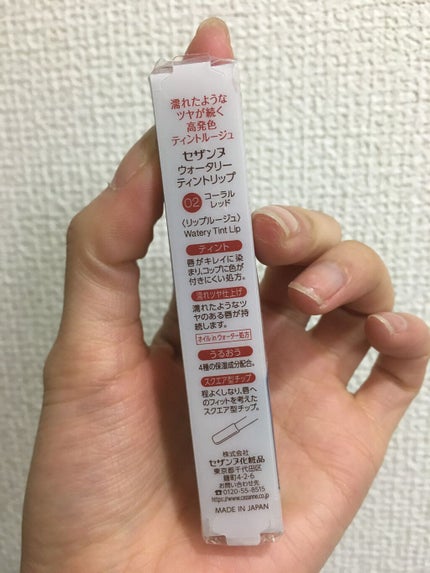 濡れたような
ツヤが続く
高発色
ティントルージュ
セザンヌ
ウォータリー
ティントリップ
02 コーラル
レッド
〈リップルージュ〉
Watery Tint Lip
ティント
唇がキレイに染
まり、コップに色が
付きにくい処方。
濡れツヤ仕上げ
濡れたようなツ
ヤのある唇が持
続します。
オイル in ウォーター処方
うるおう
4種の保湿成分配合。
スクエア型チップ
程よくしなり、唇へ
のフィットを考えた
スクエア型チップ。
株式会社
セザンヌ化粧品
東京都千代田区
麹町4-2-6
お問い合わせ先
☎0120-55-8515
https://www.cezanne.co.jp
MADE IN JAPAN